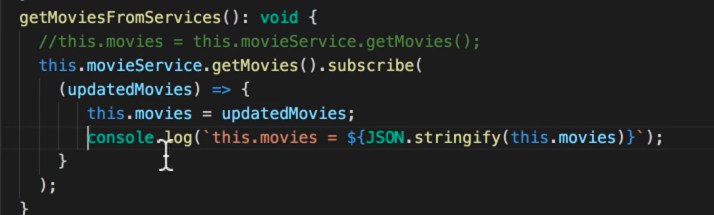 getMoviesFromServices(): void {
//this.movies = this.movieService.getMovies();
this.movieService.getMovies().subscribe(
(updatedMovies) => {
this.movies = updatedMovies;
console.log(`this.movies = ${JSON.stringify(this.movies)}`);
}
);
}